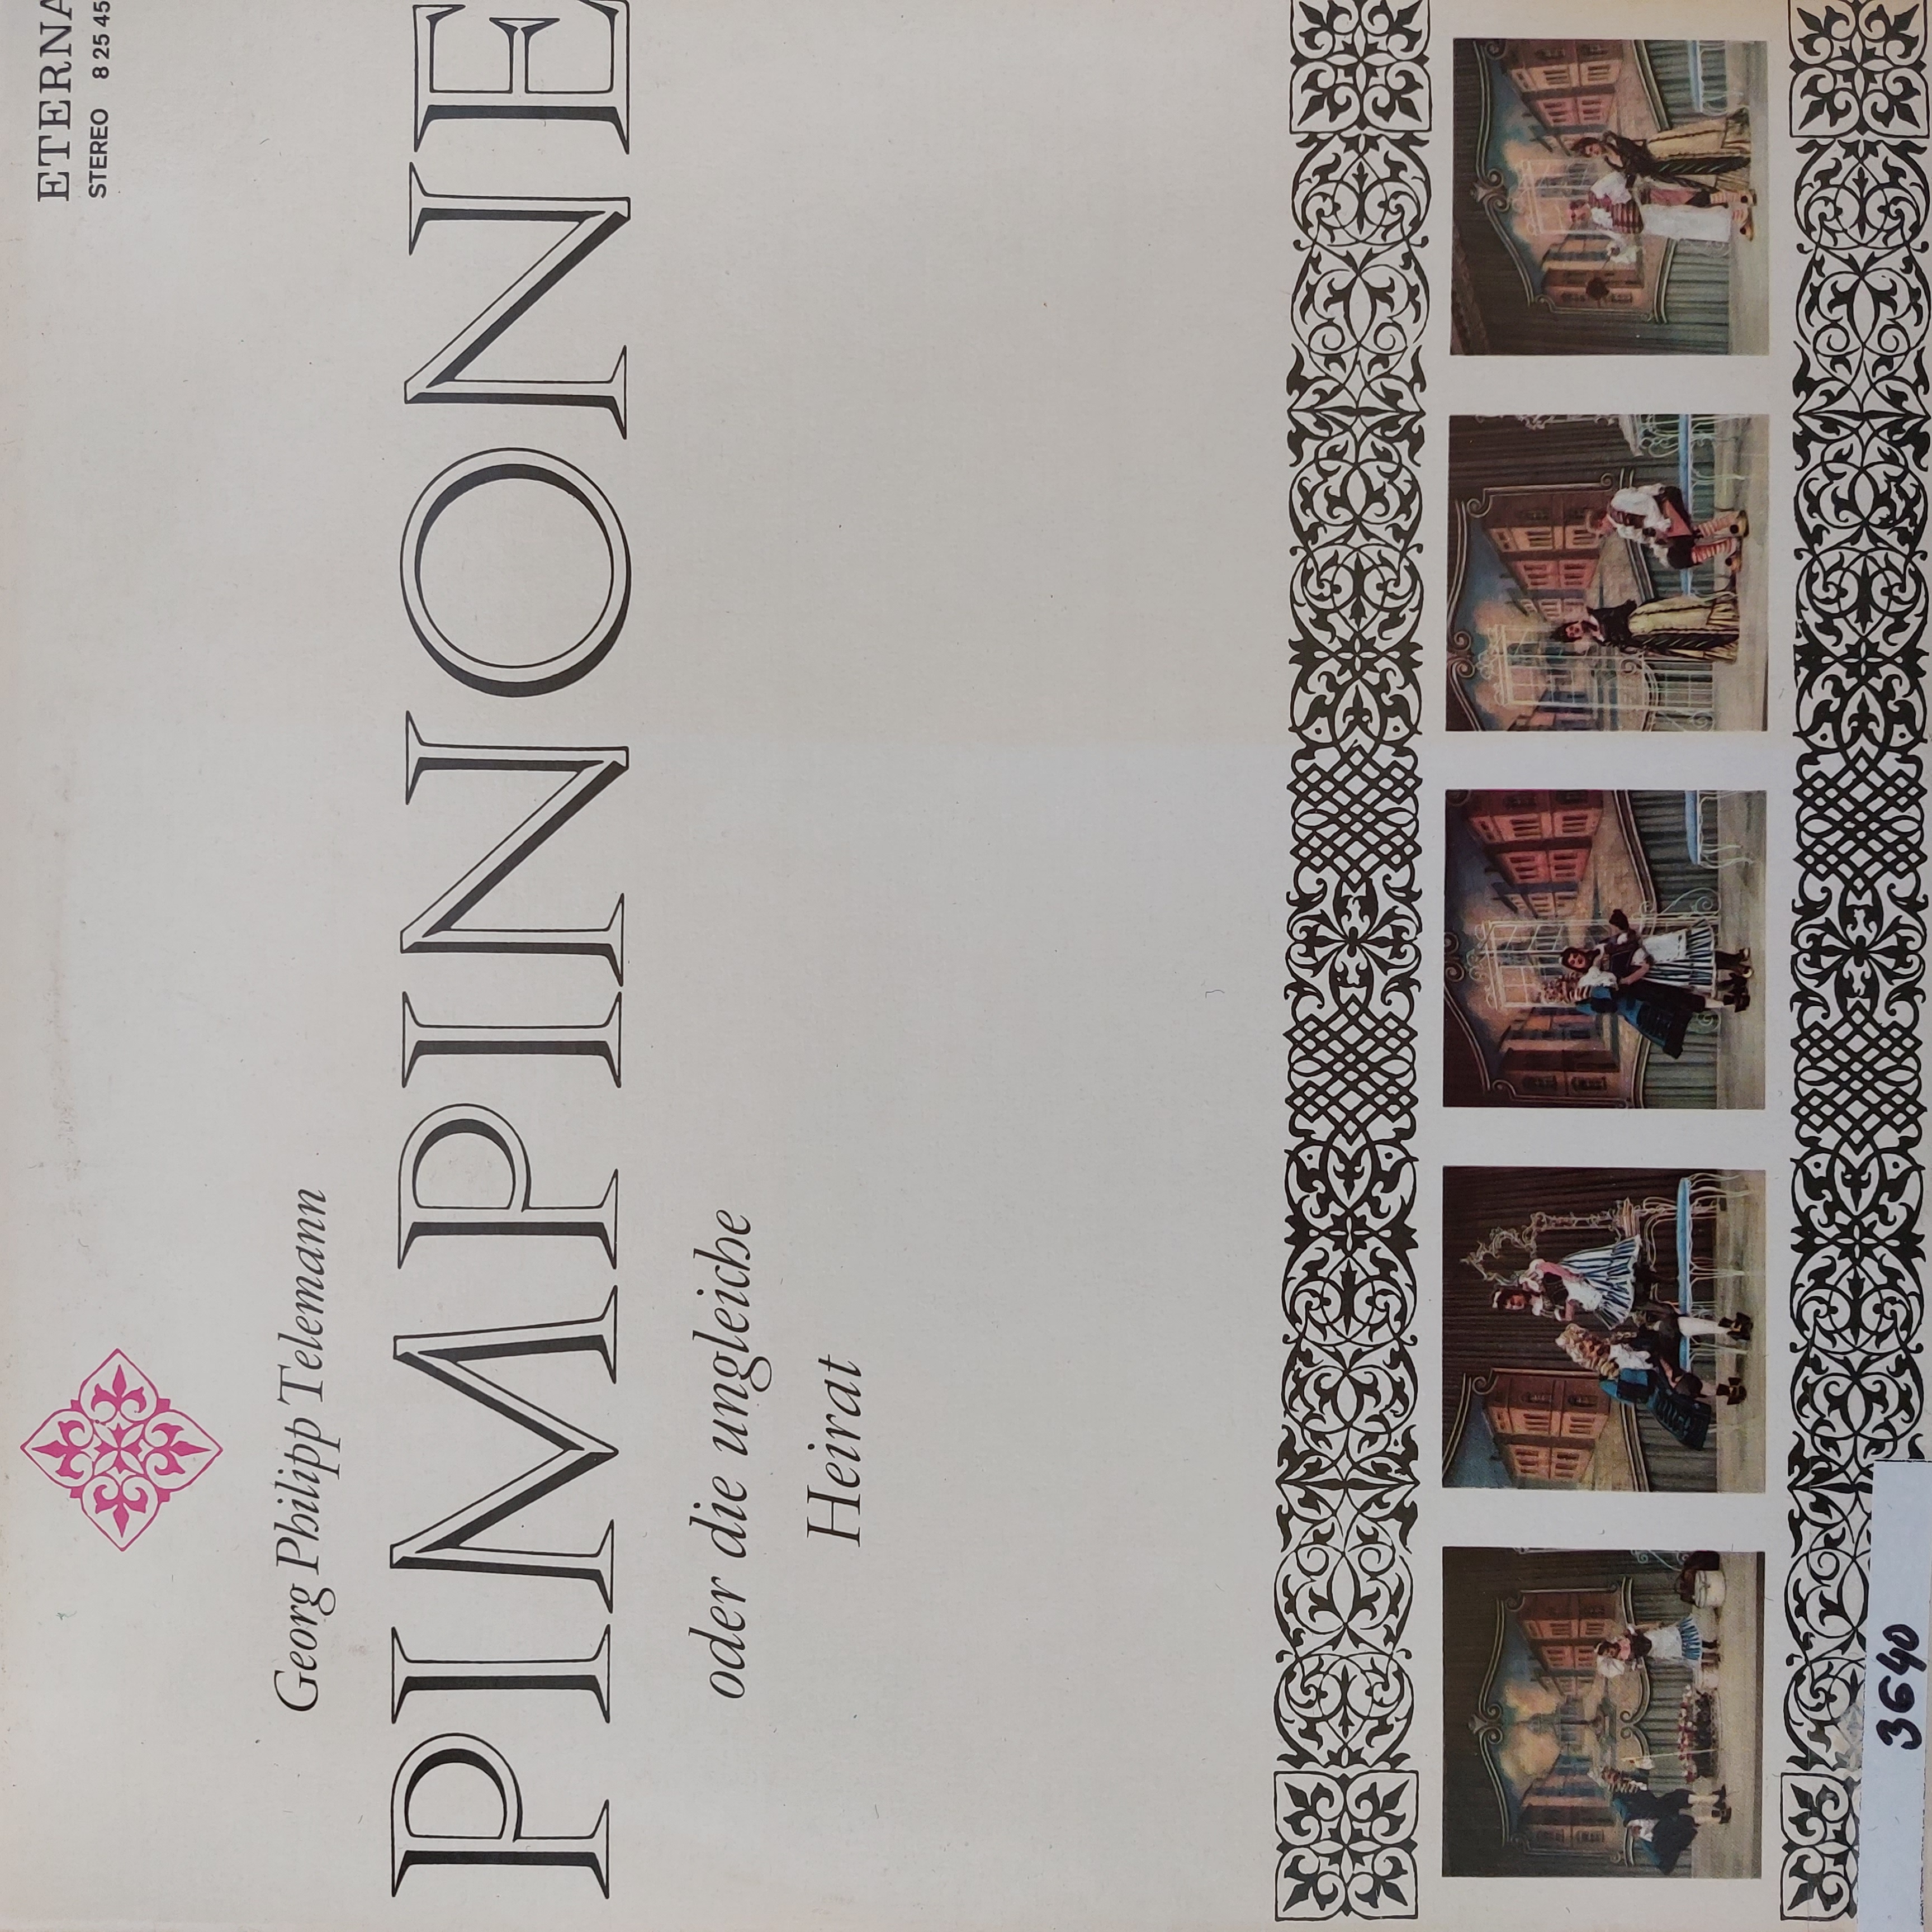 ETERNA
STEREO 8 25 45
Georg Philipp Telemann
PIMPINONE
oder die ungleiche
Heirat
3640